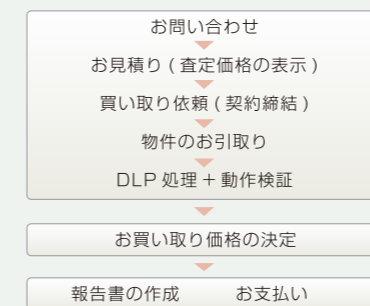 お問い合わせ
お見積り ( 査定価格の表示 )
買い取り依頼 ( 契約締結 )
物件のお引取り
DLP 処理 + 動作検証
お買い取り価格の決定
報告書の作成 お支払い